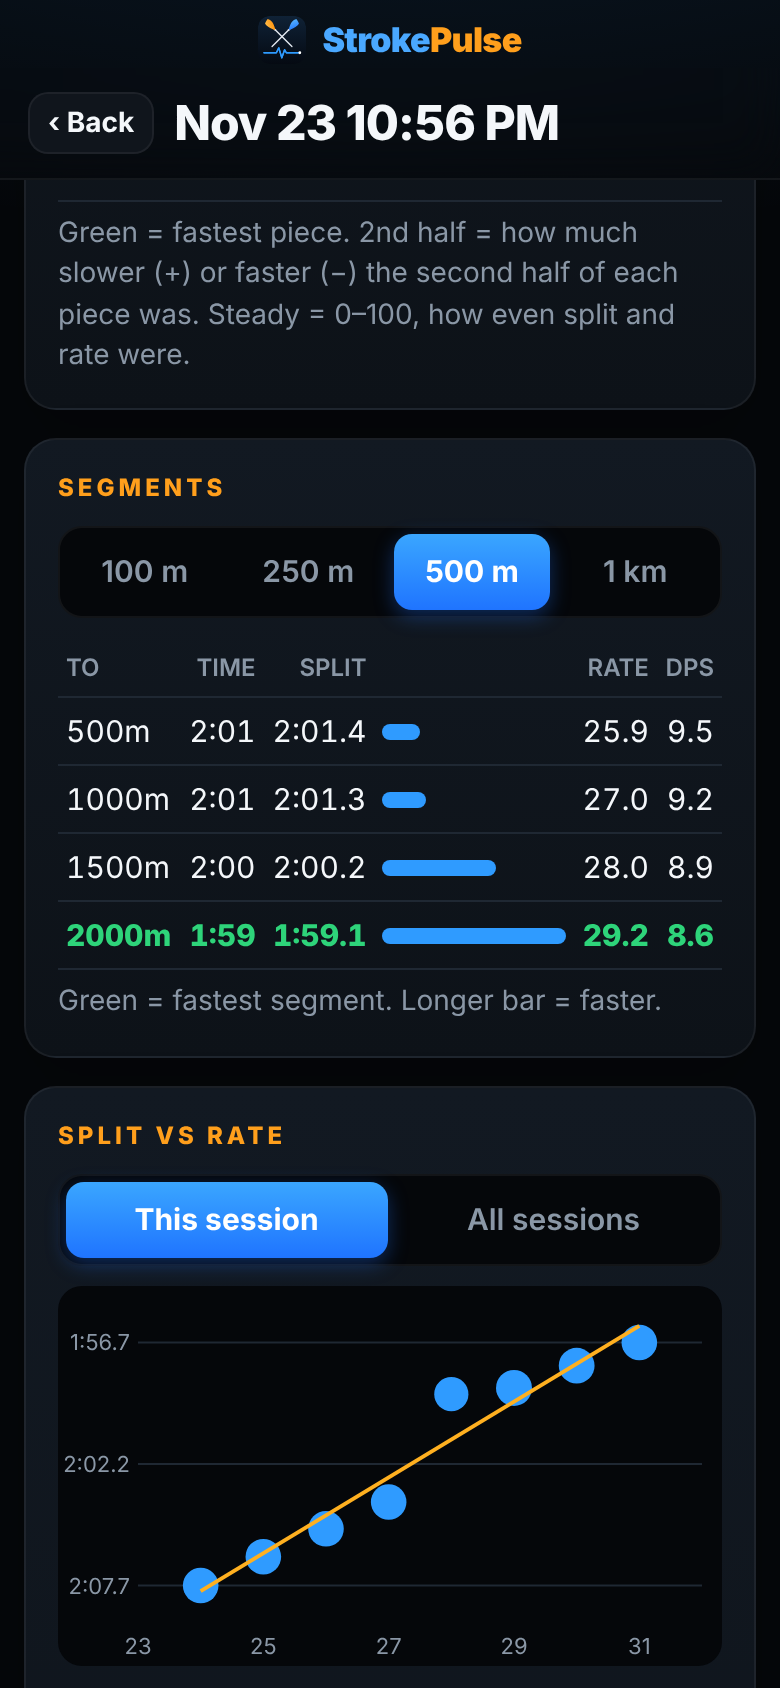 StrokePulse
‹ Back
Nov 23 10:56 PM
Green = fastest piece. 2nd half = how much
slower (+) or faster (−) the second half of each
piece was. Steady = 0–100, how even split and
rate were.
SEGMENTS
100 m 250 m 500 m 1 km
TO TIME SPLIT RATE DPS
500m 2:01 2:01.4 25.9 9.5
1000m 2:01 2:01.3 27.0 9.2
1500m 2:00 2:00.2 28.0 8.9
2000m 1:59 1:59.1 29.2 8.6
Green = fastest segment. Longer bar = faster.
SPLIT VS RATE
This session All sessions
1:56.7
2:02.2
2:07.7
23 25 27 29 31